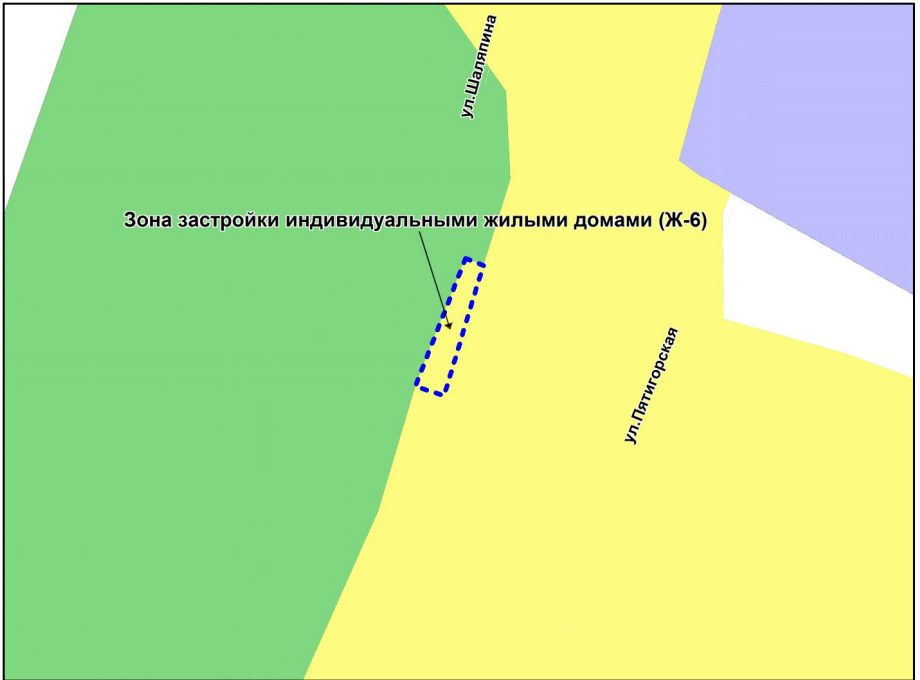 ул.Шаляпина
Зона застройки индивидуальными жилыми домами (Ж-6)
ул.Пятигорская